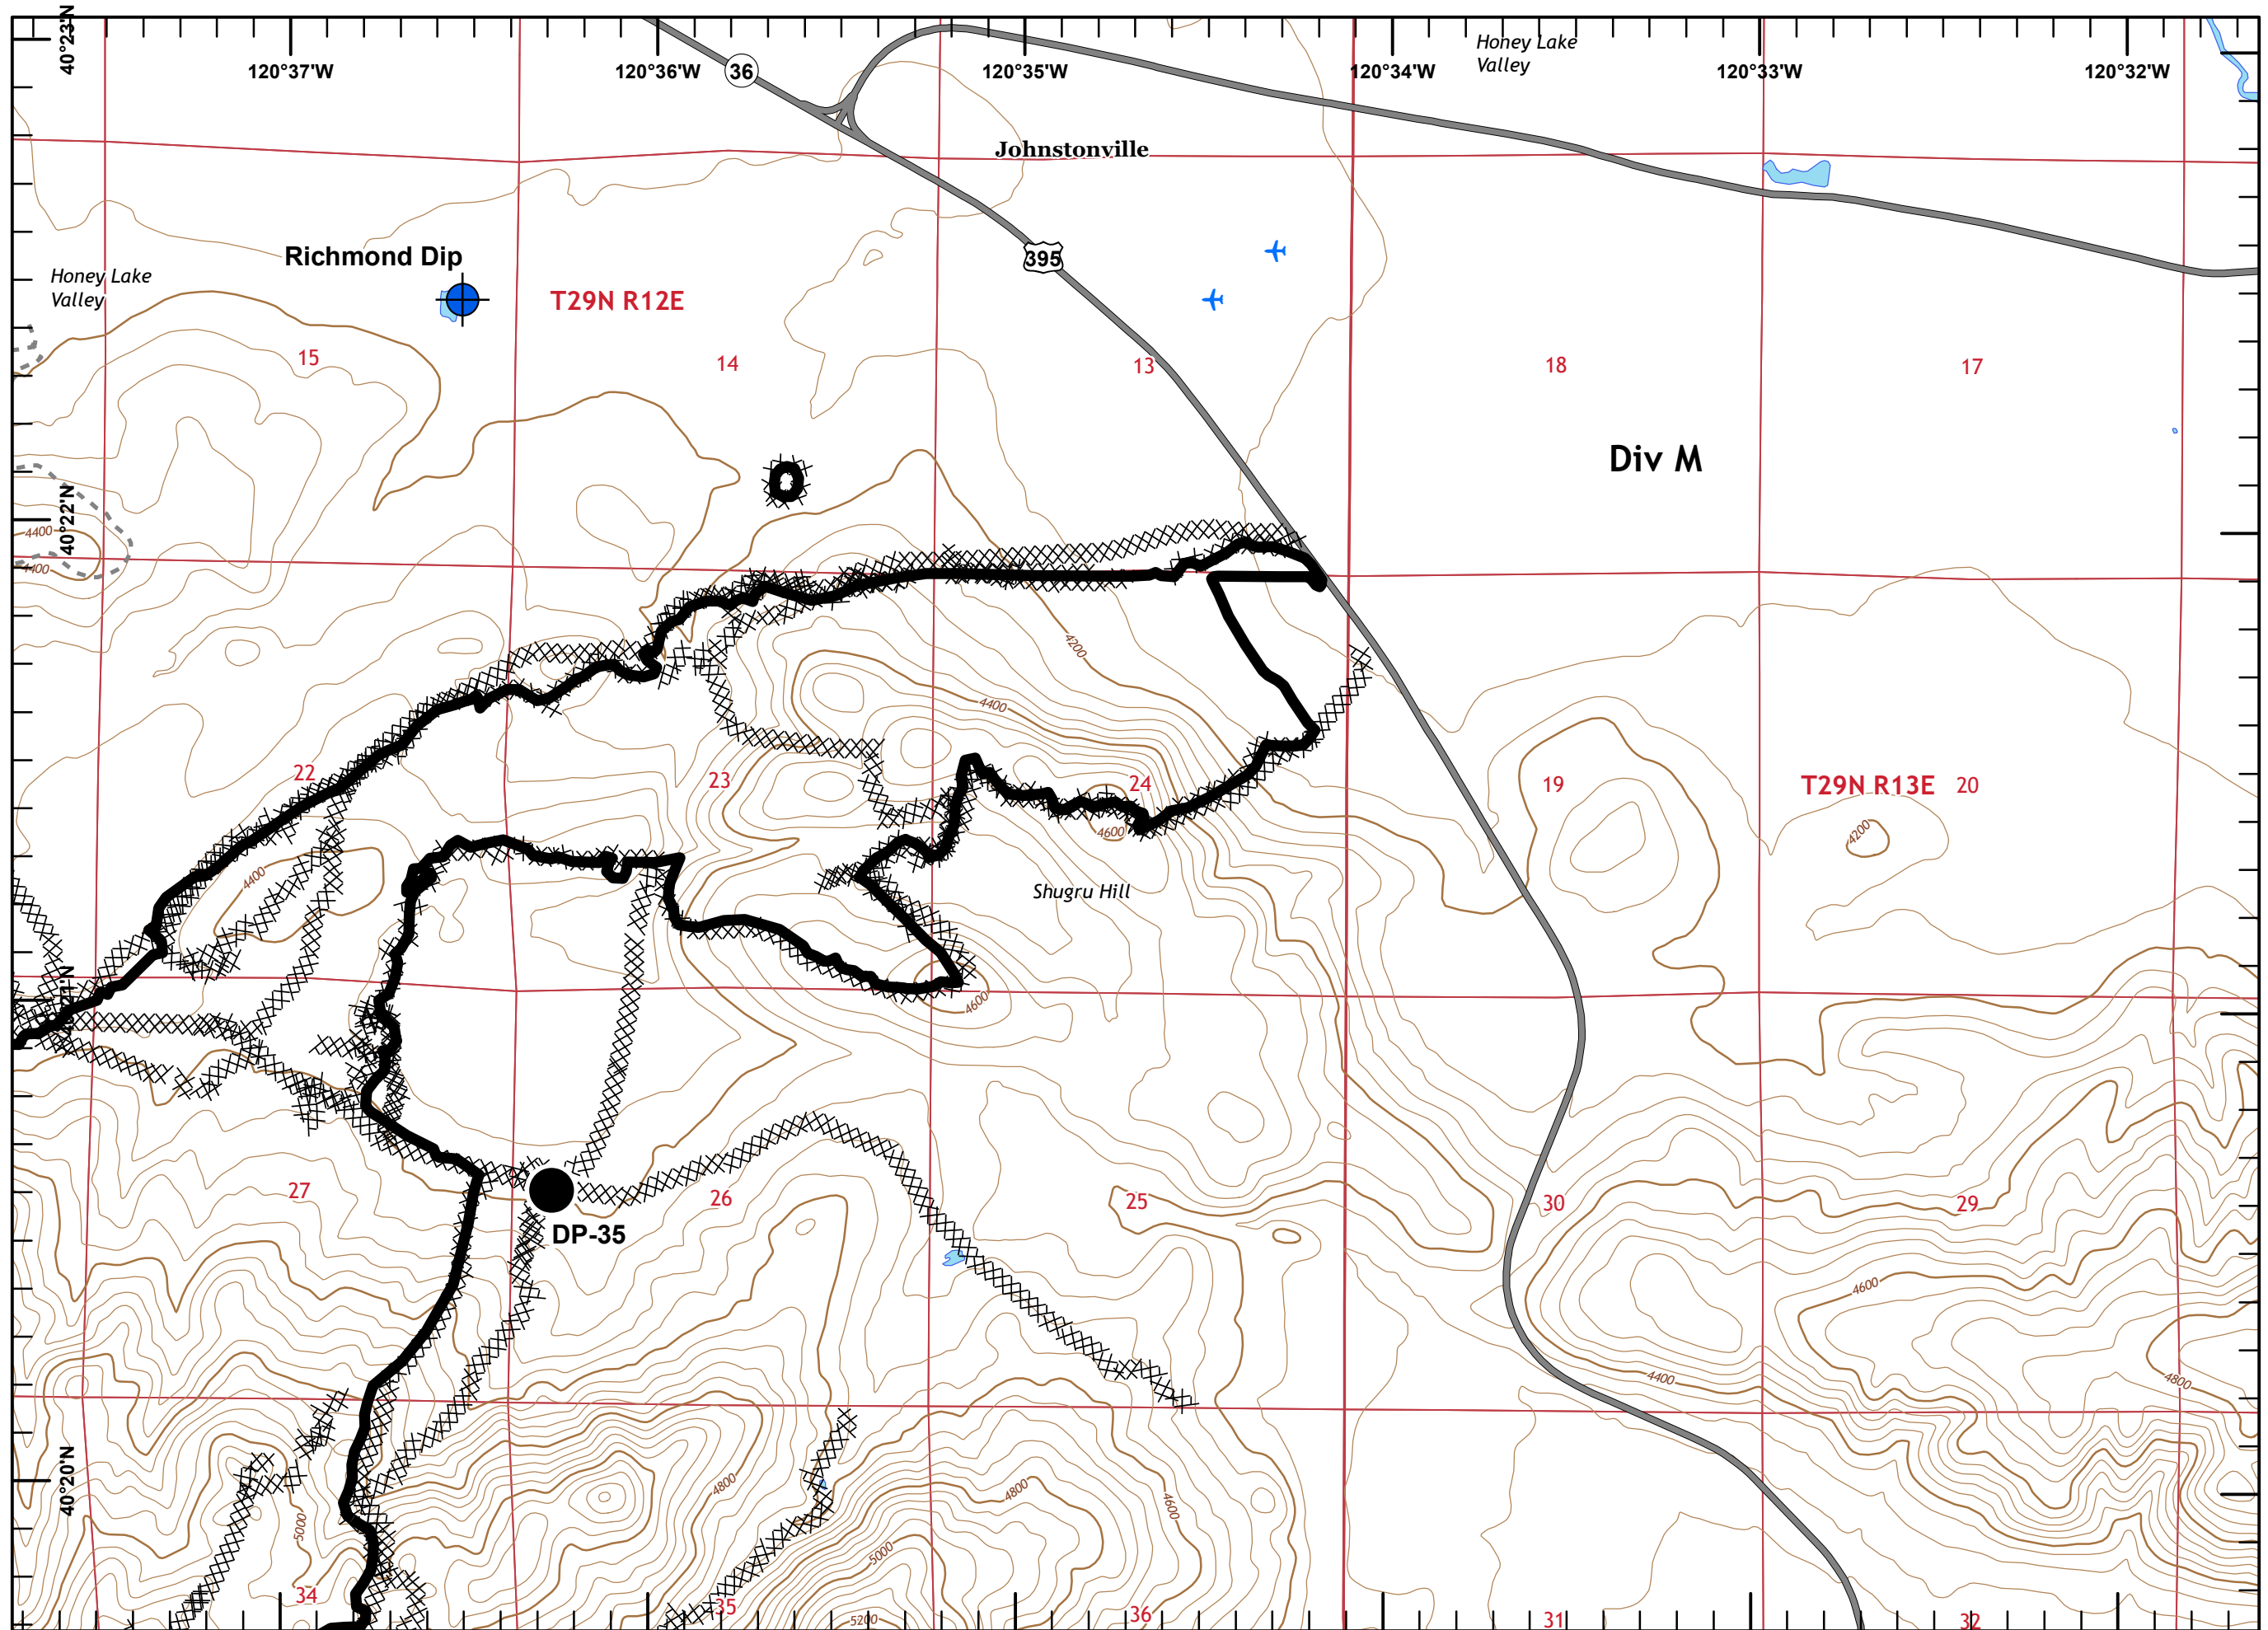 40°23'N
120°37'W
120°36'W
36
120°35'W
120°34'W
Honey Lake
Valley
120°33'W
120°32'W
Johnstonville
Richmond Dip
395
Honey Lake
Valley
T29N R12E
15
14
13
18
17
Div M
40°22'N
4400
4400
4200
4400
22
23
24
19
T29N R13E
20
4600
4200
4400
Shugru Hill
4600
27
26
25
30
29
DP-35
4600
4400
4800
40°20'N
4800
4800
4600
5000
5000
34
35
5200
36
31
32